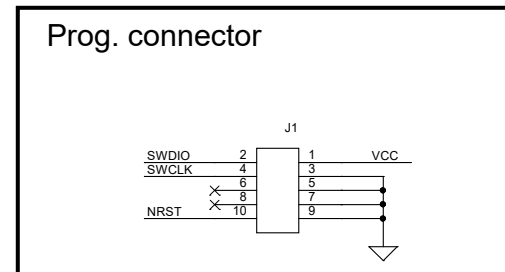 Prog. connector
J1
SWDIO 2 1 VCC
SWCLK 4 3
6 5
8 7
NRST 10 9